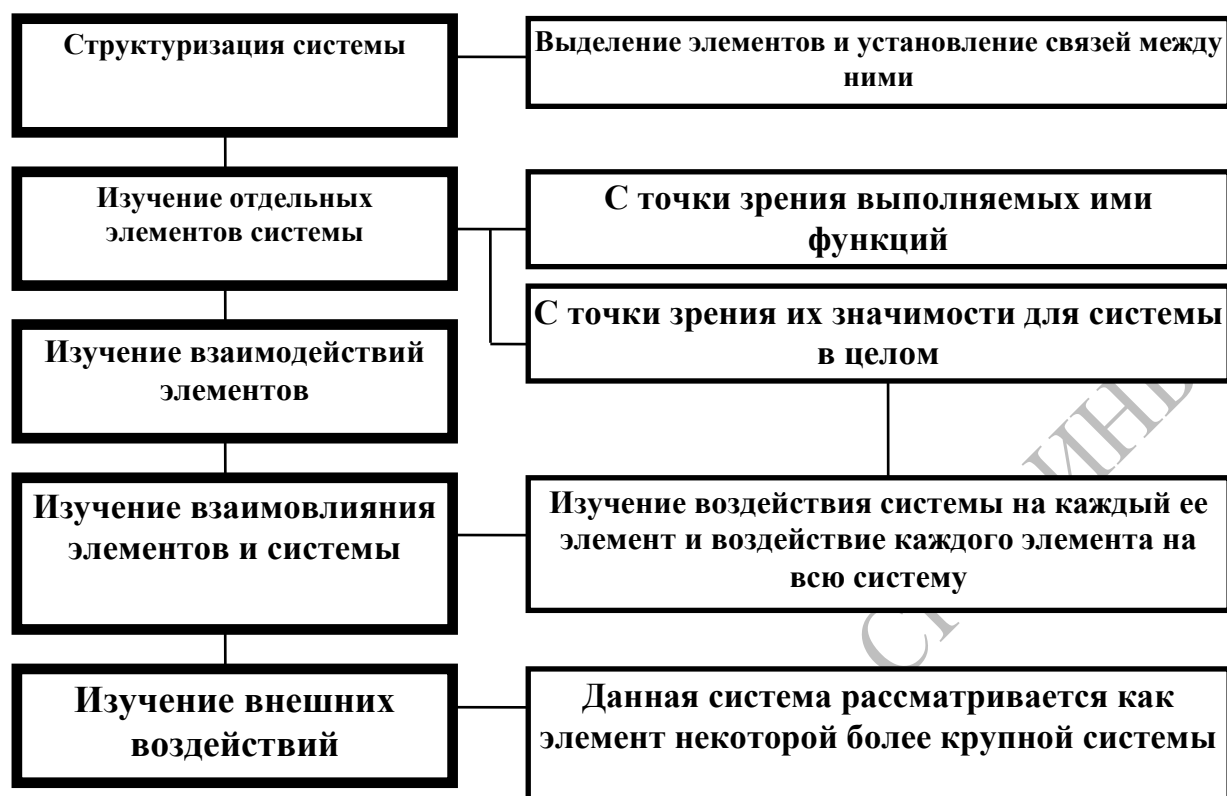 Структуризация системы
Выделение элементов и установление связей между
ними
Изучение отдельных
элементов системы
С точки зрения выполняемых ими
функций
С точки зрения их значимости для системы
в целом
Изучение взаимодействий
элементов
Изучение взаимовлияния
элементов и системы
Изучение воздействия системы на каждый ее
элемент и воздействие каждого элемента на
всю систему
Изучение внешних
воздействий
Данная система рассматривается как
элемент некоторой более крупной системы